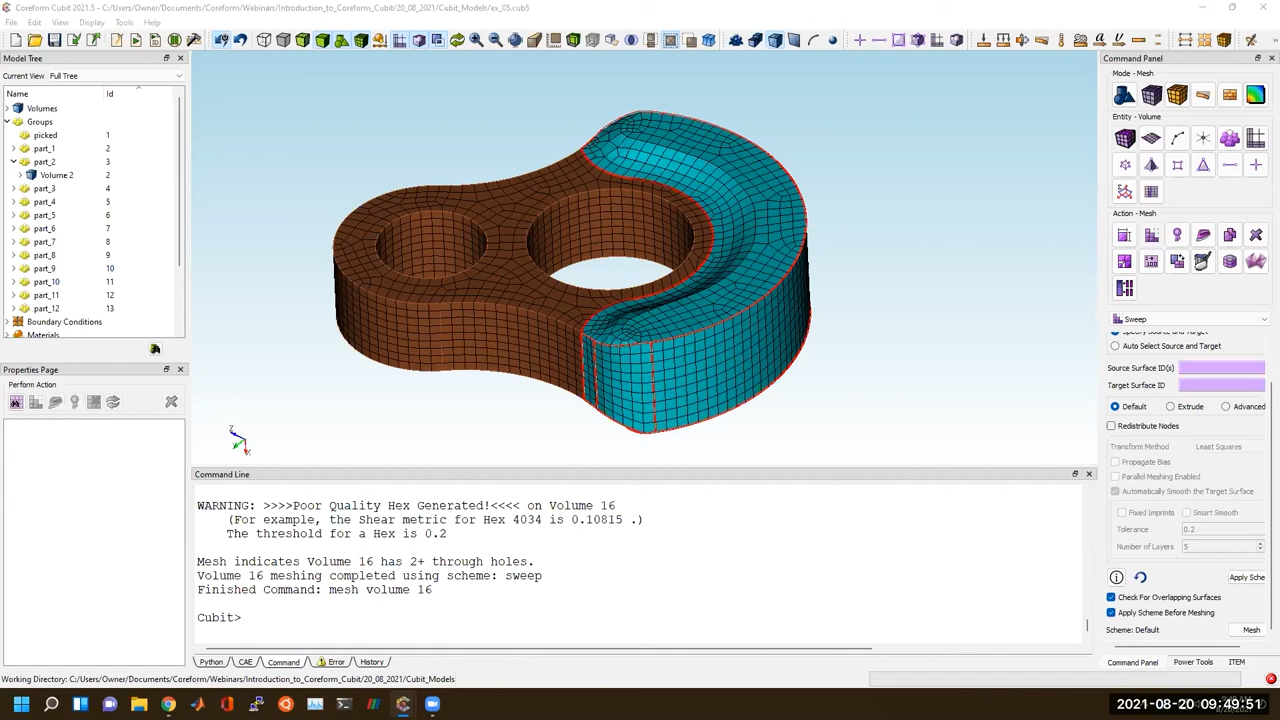 Coreform Cubit 2021.5 - C:/Users/Owner/Documents/Coreform/Webinars/Introduction_to_Coreform_Cubit/20_08_2021/Cubit_Models/ex_05.cub5
File Edit View Display Tools Help
Model Tree
Current View Full Tree
Name Id
Volumes
Groups
picked 1
part_1 2
part_2 3
Volume 2 2
part_3 4
part_4 5
part_5 6
part_6 7
part_7 8
part_8 9
part_9 10
part_10 11
part_11 12
part_12 13
Boundary Conditions
Materials
Properties Page
Perform Action
Z
Command Line
WARNING: >>>>Poor Quality Hex Generated!<<<< on Volume 16
(For example, the Shear metric for Hex 4034 is 0.10815 .)
The threshold for a Hex is 0.2
Mesh indicates Volume 16 has 2+ through holes.
Volume 16 meshing completed using scheme: sweep
Finished Command: mesh volume 16
Cubit>
Python CAE Command Error History
Working Directory: C:/Users/Owner/Documents/Coreform/Webinars/Introduction_to_Coreform_Cubit/20_08_2021/Cubit_Models
Command Panel
Mode - Mesh
Entity - Volume
Action - Mesh
Sweep
Specify Source and Target
Auto Select Source and Target
Source Surface ID(s)
Target Surface ID
Default Extrude Advanced
Redistribute Nodes
Transform Method Least Squares
Propagate Bias
Parallel Meshing Enabled
Automatically Smooth the Target Surface
Fixed Imprints Smart Smooth
Tolerance 0.2
Number of Layers 5
Apply Sche
Check For Overlapping Surfaces
Apply Scheme Before Meshing
Scheme: Default Mesh
Command Panel Power Tools ITEM
2021-08-20 09:49:51